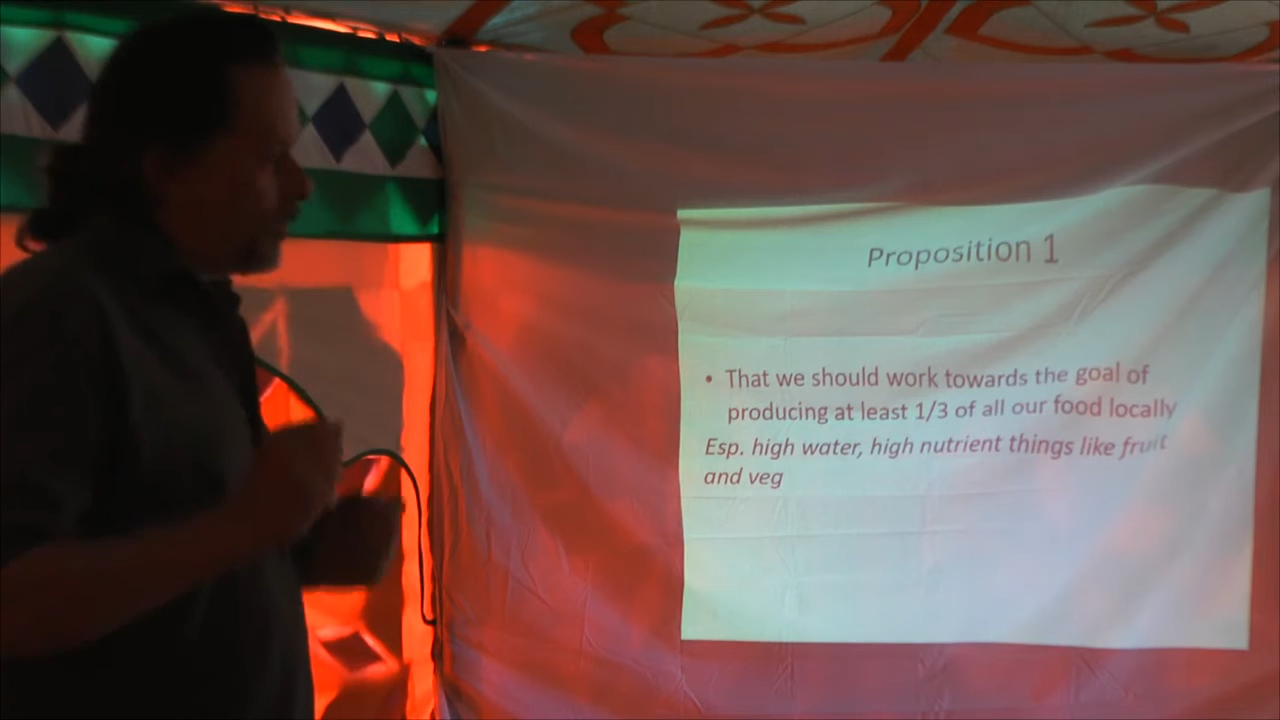 Proposition 1
• That we should work towards the goal of
producing at least 1/3 of all our food locally
Esp. high water, high nutrient things like fruit
and veg